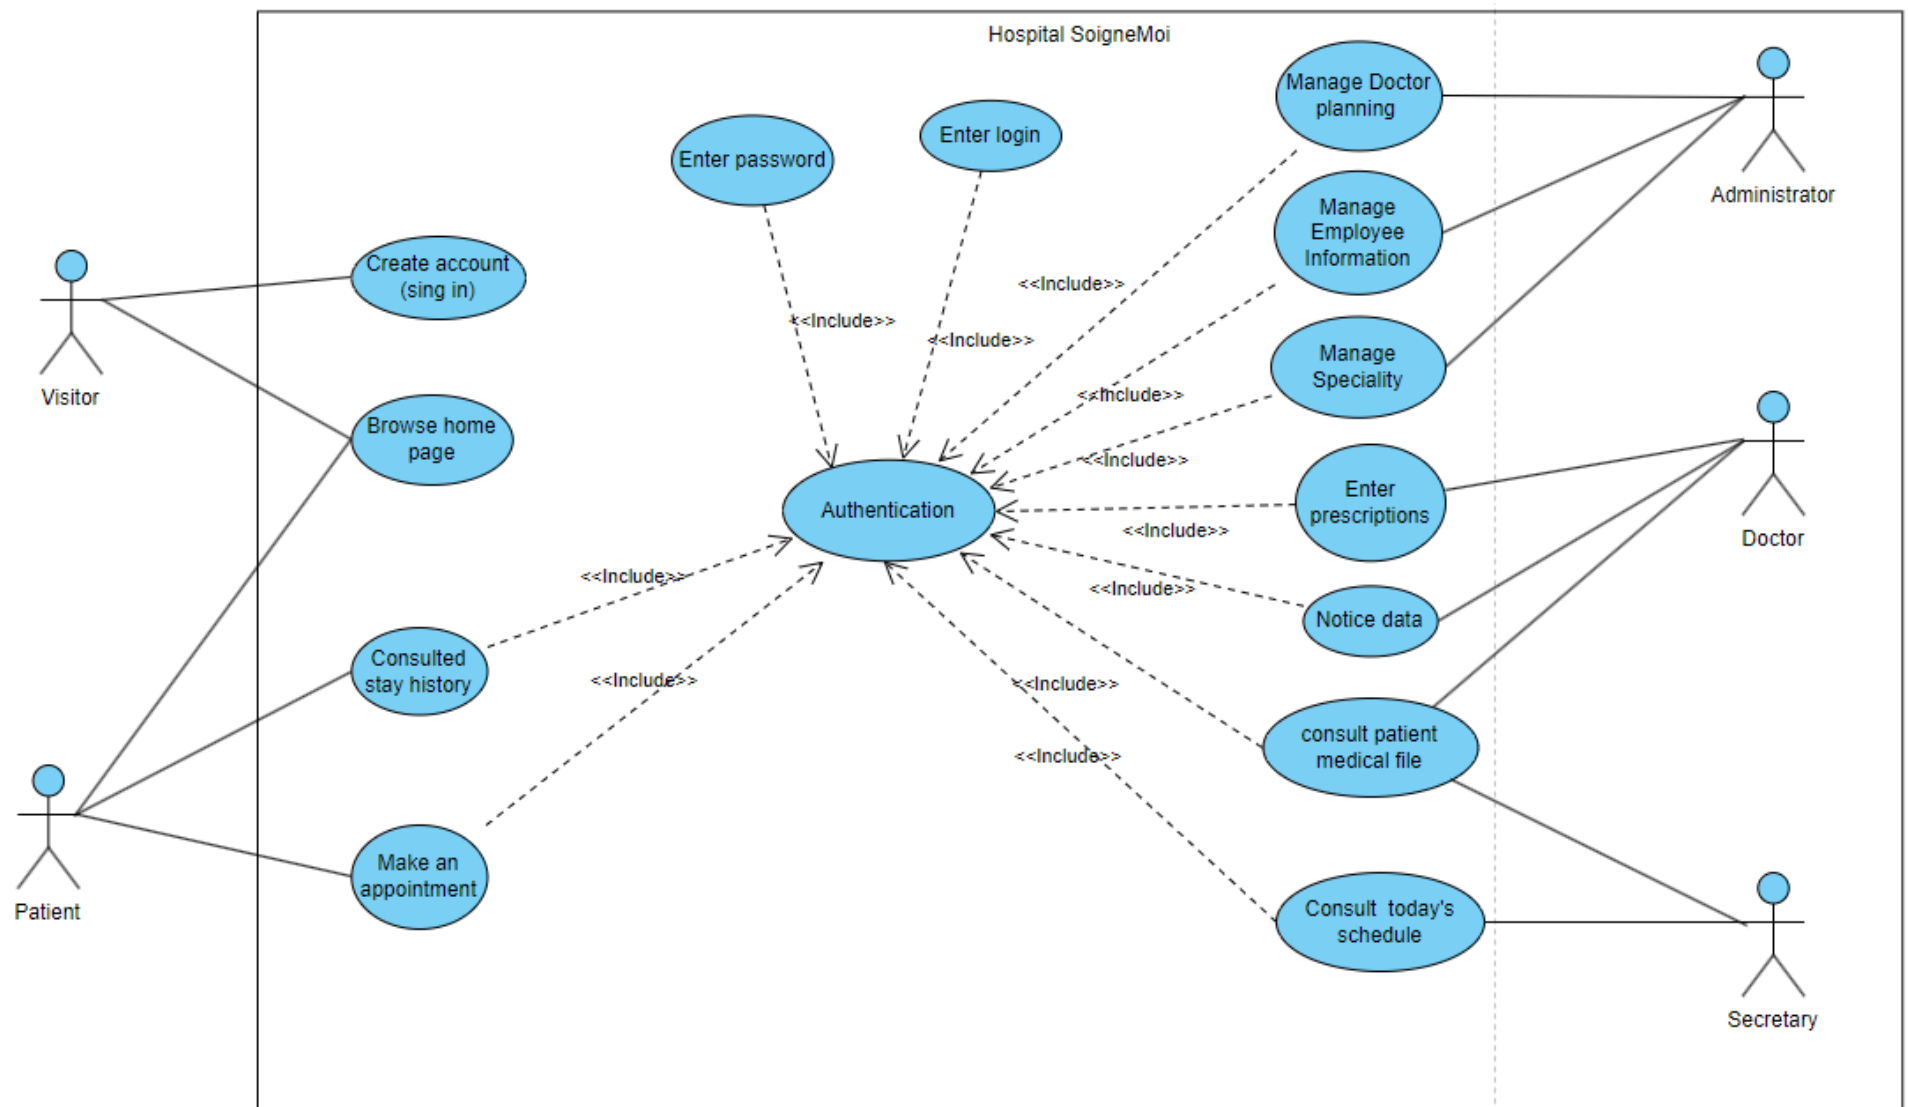 Hospital SoigneMoi
Manage Doctor
planning
Enter login
Enter password
Administrator
Manage
Employee
Information
Create account
(sing in)
<<Include>>
<<Include>>
<<Include>>
Manage
Speciality
Visitor
<<Include>>
Browse home
page
<<Include>>
Enter
prescriptions
Authentication
<<Include>>
Doctor
<<Include>>
<<Include>>
Notice data
Consulted
stay history
<<Include>>
<<Include>>
consult patient
medical file
<<Include>>
Make an
appointment
Patient
Consult  today's
schedule
Secretary